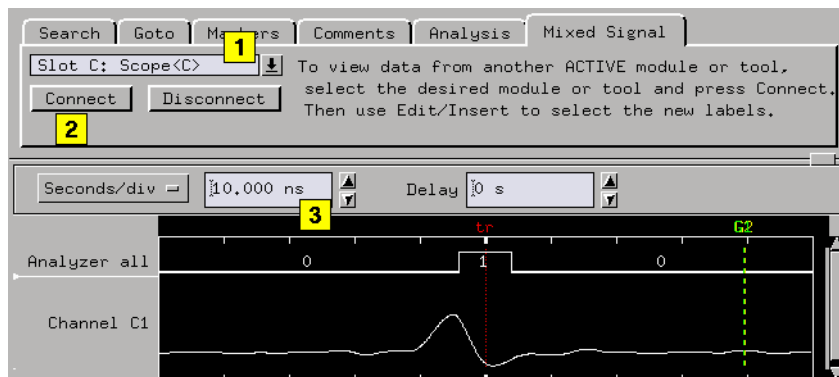 Search Goto Markers Comments Analysis Mixed Signal
1
Slot C: Scope<C>
To view data from another ACTIVE module or tool,
select the desired module or tool and press Connect.
Then use Edit/Insert to select the new labels.
Connect Disconnect
2
Seconds/div 10.000 ns Delay 0 s
3
tr G2
Analyzer all 0 1 0
Channel C1